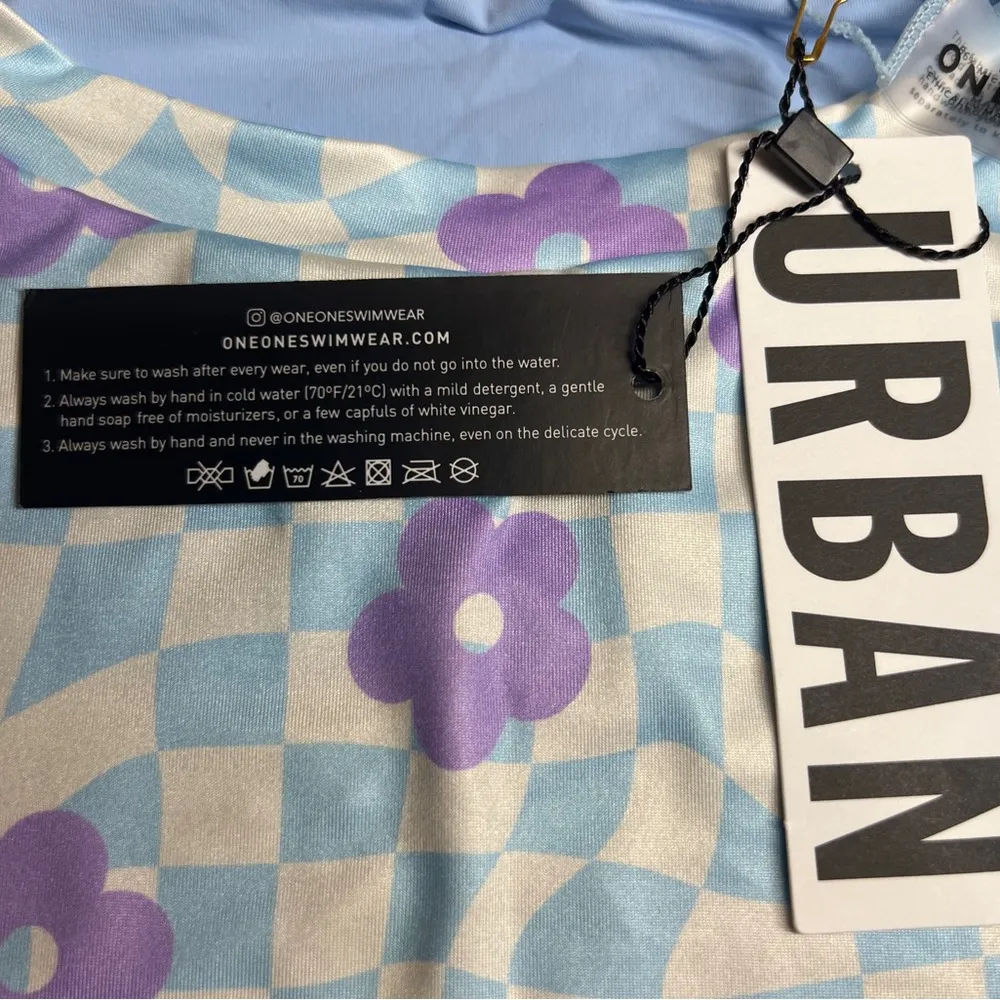 @ONEONESWIMWEAR
ONEONESWIMWEAR.COM
1. Make sure to wash after every wear, even if you do not go into the water.
2. Always wash by hand in cold water (70ºF/21ºC) with a mild detergent, a gentle
hand soap free of moisturizers, or a few capfuls of white vinegar.
3. Always wash by hand and never in the washing machine, even on the delicate cycle.
70
URBAN
separately